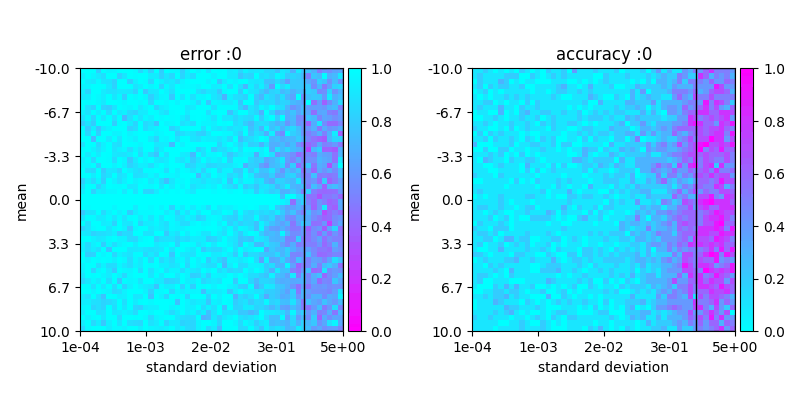 error :0
accuracy :0
-10.0
-6.7
-3.3
0.0
3.3
6.7
10.0
mean
1e-04
1e-03
2e-02
3e-01
5e+00
standard deviation
1.0
0.8
0.6
0.4
0.2
0.0
-10.0
-6.7
-3.3
0.0
3.3
6.7
10.0
mean
1e-04
1e-03
2e-02
3e-01
5e+00
standard deviation
1.0
0.8
0.6
0.4
0.2
0.0